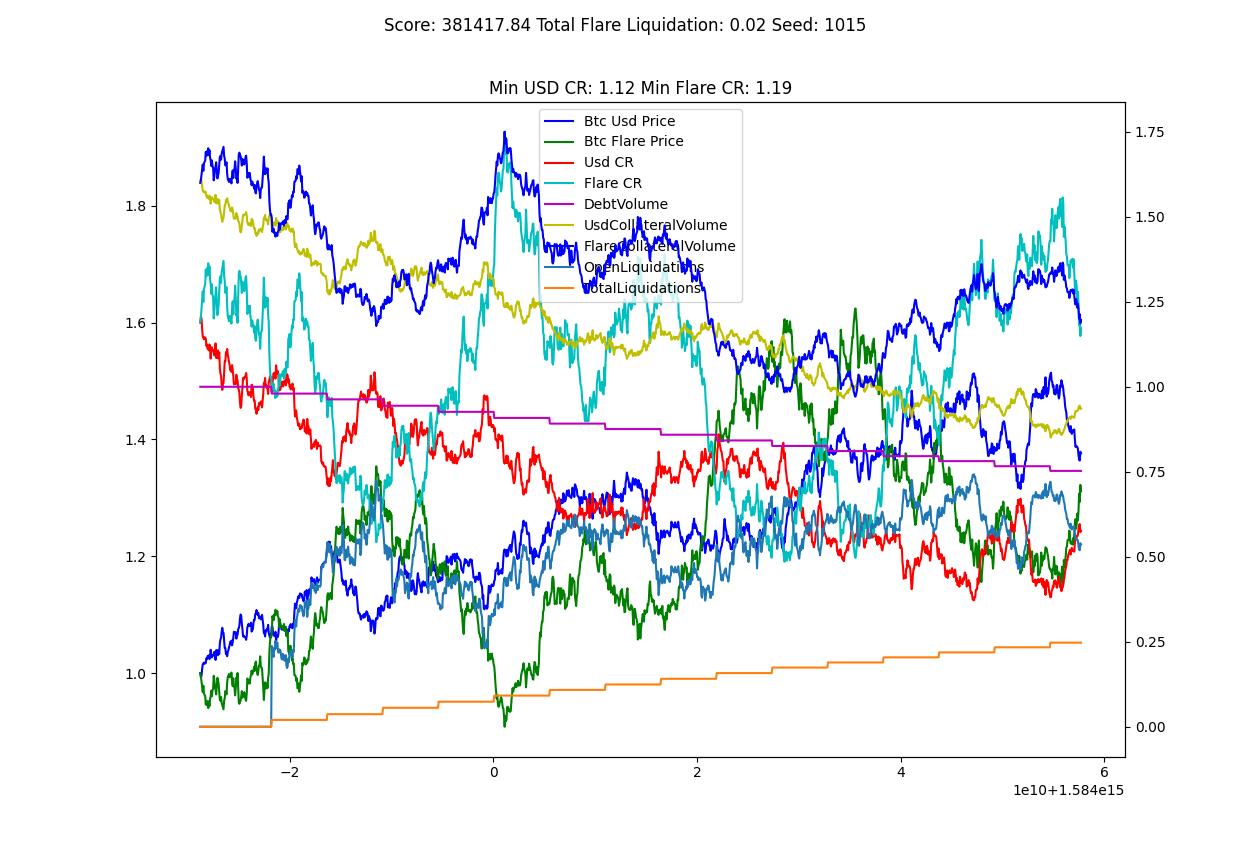 Score: 381417.84 Total Flare Liquidation: 0.02 Seed: 1015
Min USD CR: 1.12 Min Flare CR: 1.19
Btc Usd Price
Btc Flare Price
Usd CR
Flare CR
DebtVolume
UsdCollateralVolume
FlareCollateralVolume
OpenLiquidations
TotalLiquidations
1.8
1.6
1.4
1.2
1.0
1.75
1.50
1.25
1.00
0.75
0.50
0.25
0.00
−2
0
2
4
6
1e10+1.584e15